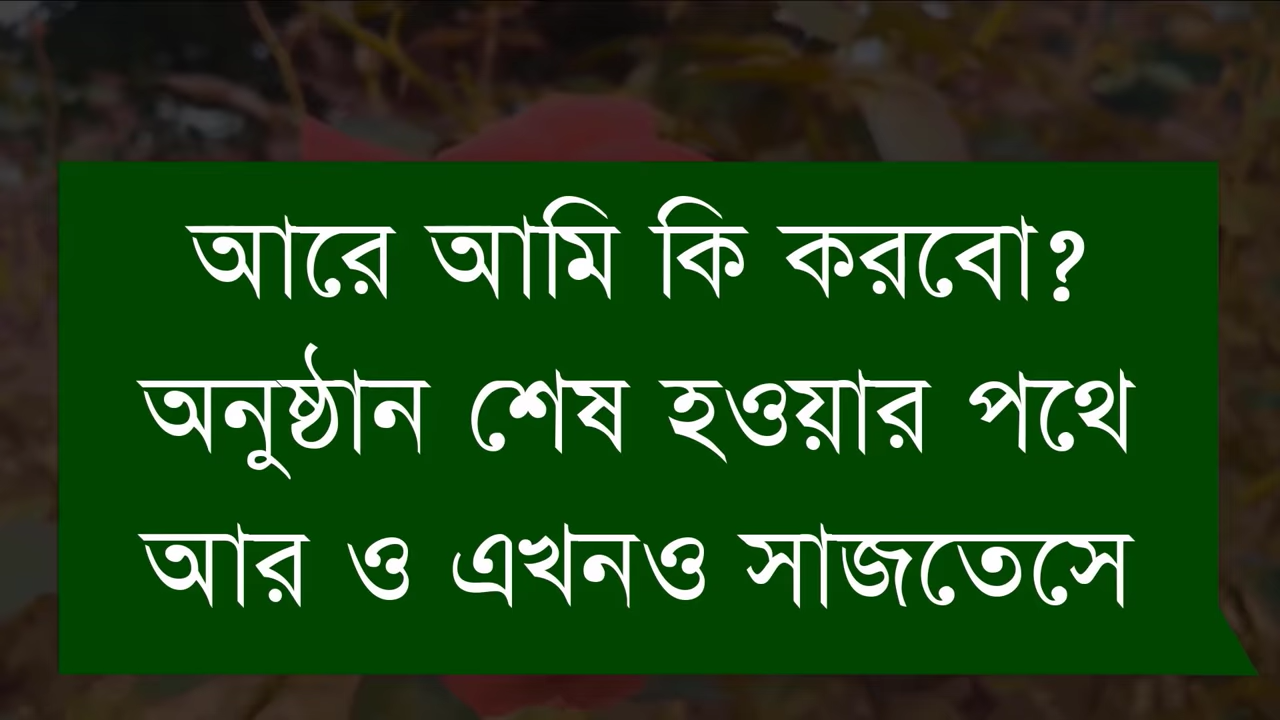 আরে আমি কি করবো?
অনুষ্ঠান শেষ হওয়ার পথে
আর ও এখনও সাজতেসে